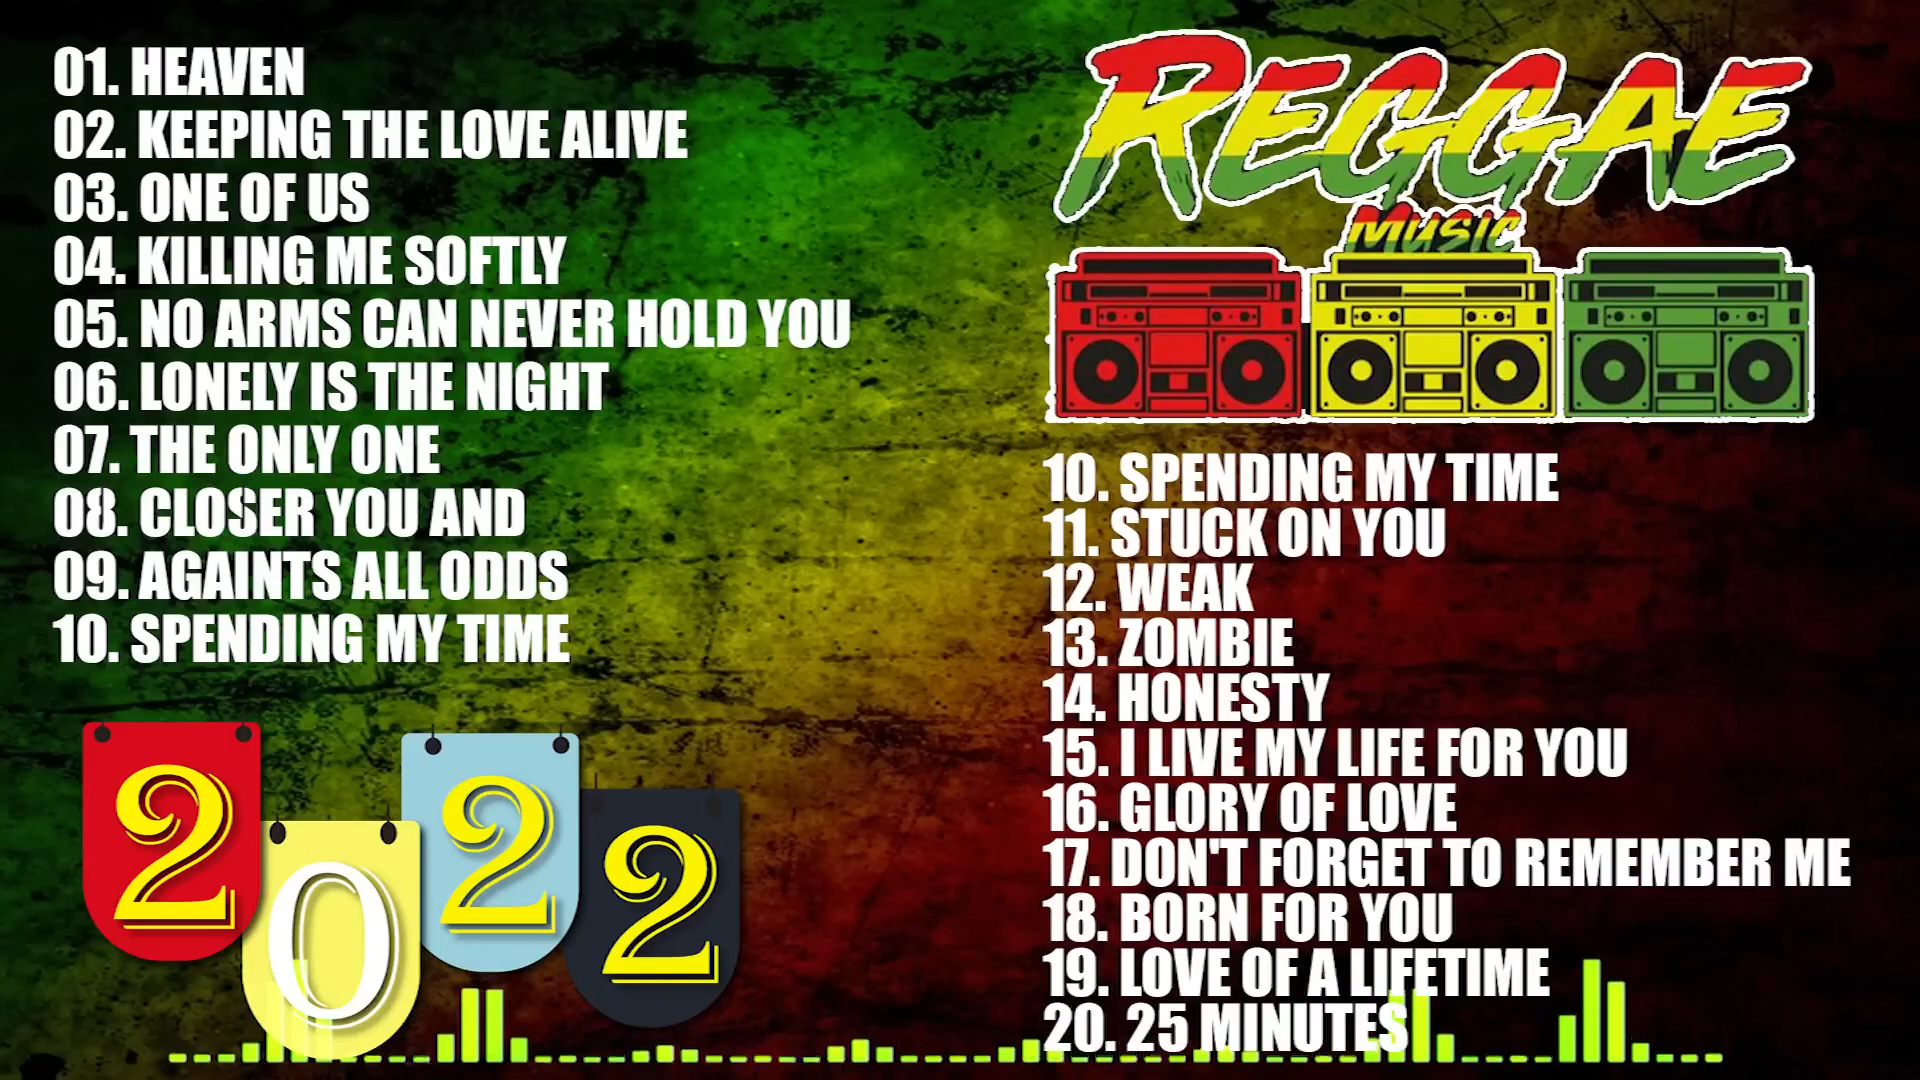 01. HEAVEN
02. KEEPING THE LOVE ALIVE
03. ONE OF US
04. KILLING ME SOFTLY
05. NO ARMS CAN NEVER HOLD YOU
06. LONELY IS THE NIGHT
07. THE ONLY ONE
08. CLOSER YOU AND
09. AGAINTS ALL ODDS
10. SPENDING MY TIME
2022
REGGAE
MUSIC
10. SPENDING MY TIME
11. STUCK ON YOU
12. WEAK
13. ZOMBIE
14. HONESTY
15. I LIVE MY LIFE FOR YOU
16. GLORY OF LOVE
17. DON'T FORGET TO REMEMBER ME
18. BORN FOR YOU
19. LOVE OF A LIFETIME
20. 25 MINUTES